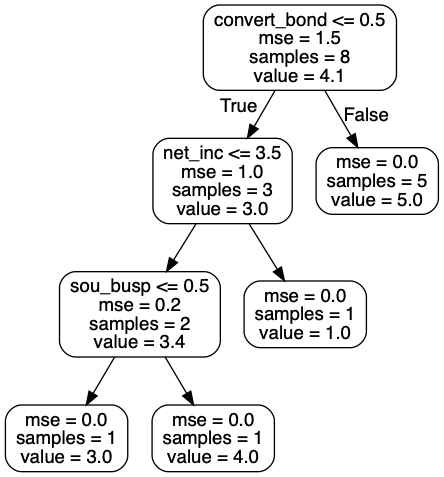 convert_bond <= 0.5
mse = 1.5
samples = 8
value = 4.1
True
False
net_inc <= 3.5
mse = 1.0
samples = 3
value = 3.0
mse = 0.0
samples = 5
value = 5.0
sou_busp <= 0.5
mse = 0.2
samples = 2
value = 3.4
mse = 0.0
samples = 1
value = 1.0
mse = 0.0
samples = 1
value = 3.0
mse = 0.0
samples = 1
value = 4.0